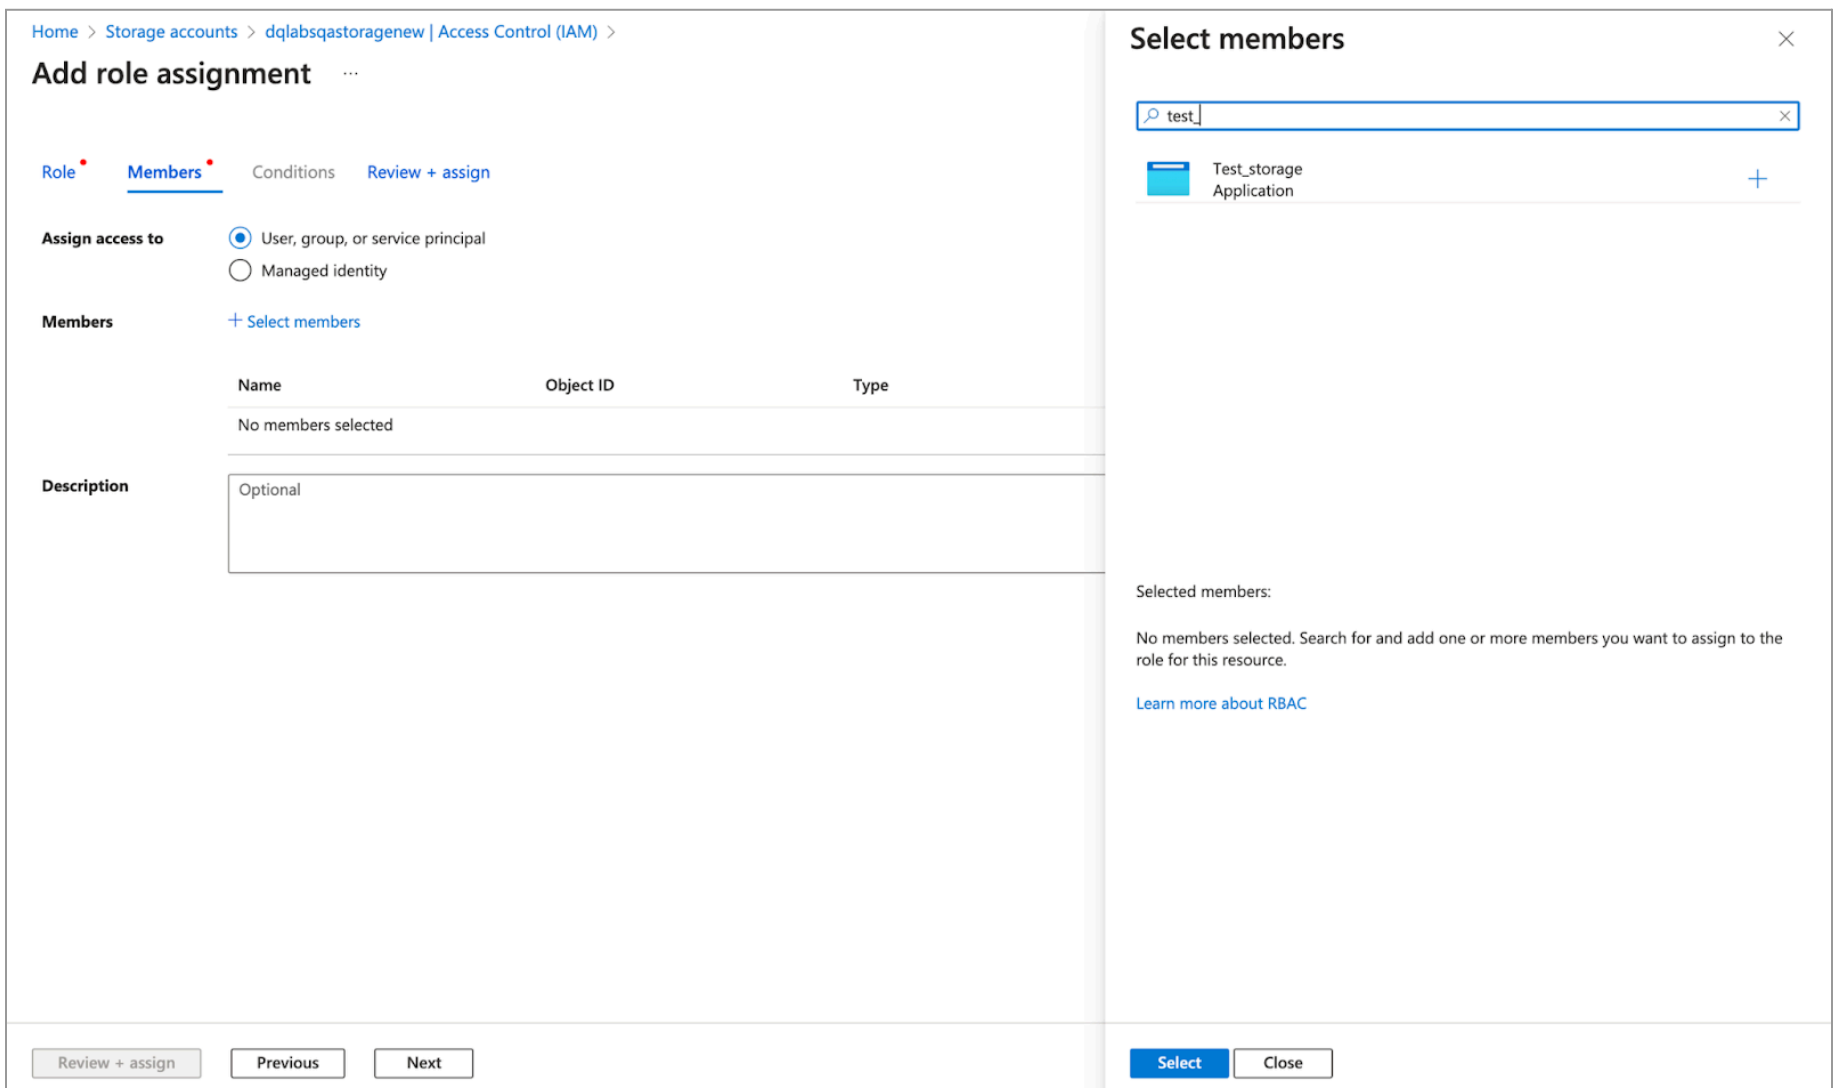 Home > Storage accounts > dqlabsqastoragenew | Access Control (IAM) >
Add role assignment ...
Role Members Conditions Review + assign
Assign access to
User, group, or service principal
Managed identity
Members
+ Select members
Name Object ID Type
No members selected
Description
Optional
Review + assign Previous Next
Select members
test_
Test_storage
Application
Selected members:
No members selected. Search for and add one or more members you want to assign to the
role for this resource.
Learn more about RBAC
Select Close